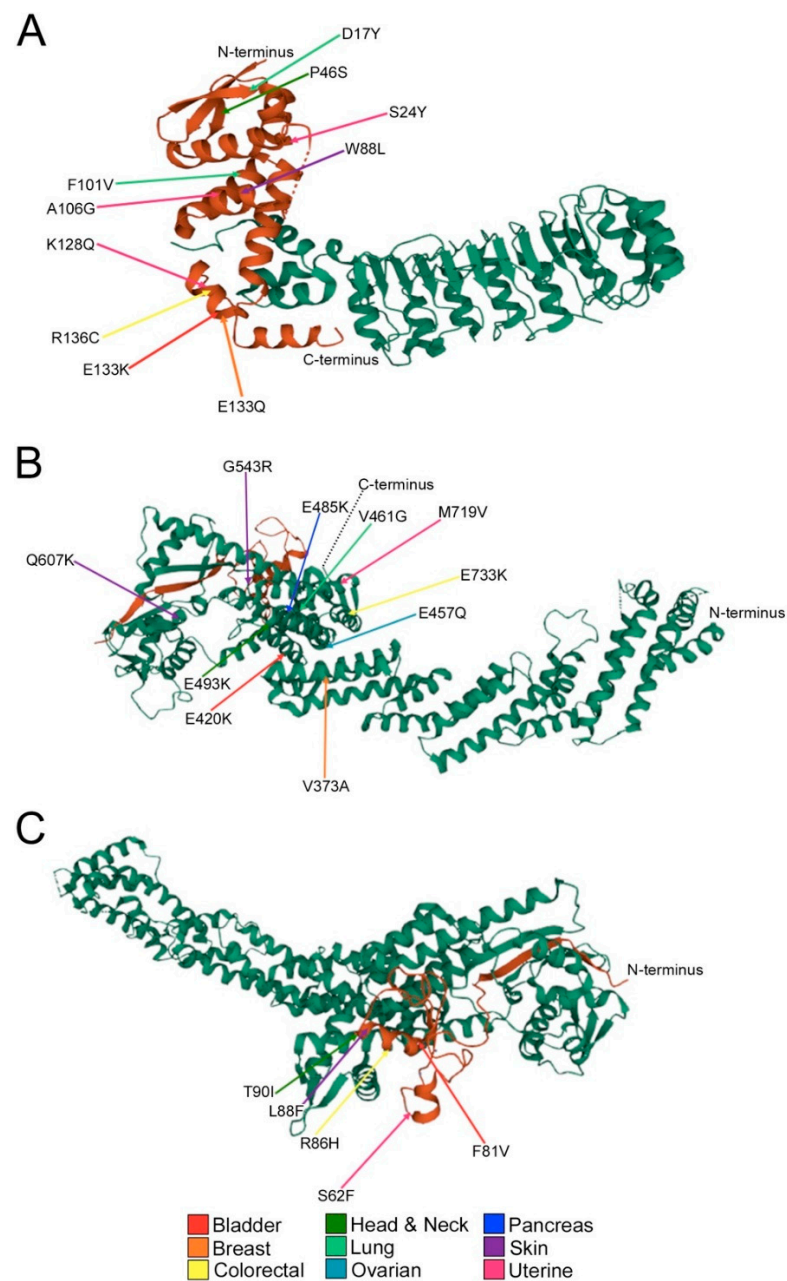 A
N-terminus
D17Y
P46S
S24Y
W88L
F101V
A106G
K128Q
R136C
E133K
E133Q
C-terminus
B
G543R
C-terminus
E485K
V461G
M719V
Q607K
E733K
E457Q
N-terminus
E493K
E420K
V373A
C
N-terminus
T90I
L88F
R86H
F81V
S62F
Bladder Head & Neck Pancreas
Breast Lung Skin
Colorectal Ovarian Uterine